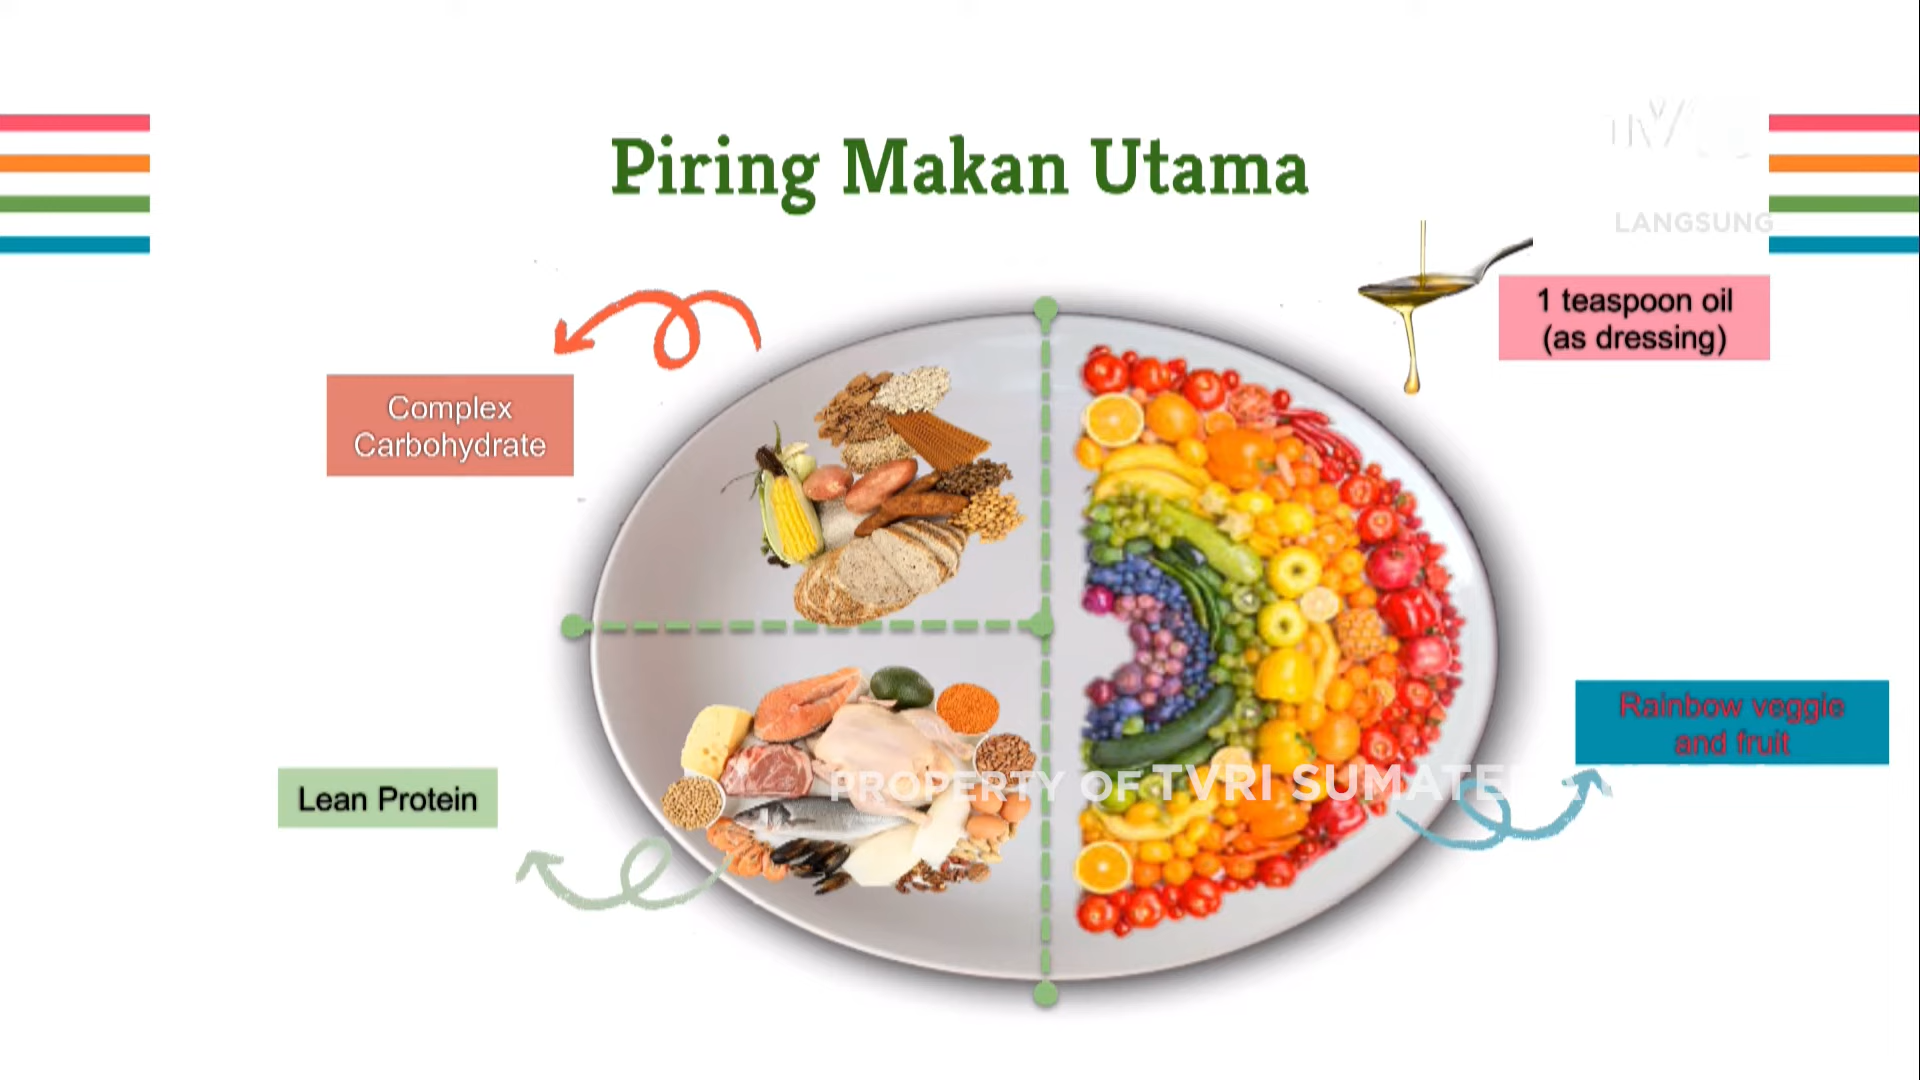 Piring Makan Utama
LANGSUNG
1 teaspoon oil
(as dressing)
Complex
Carbohydrate
Rainbow veggie
and fruit
Lean Protein
PROPERTY OF TVRI